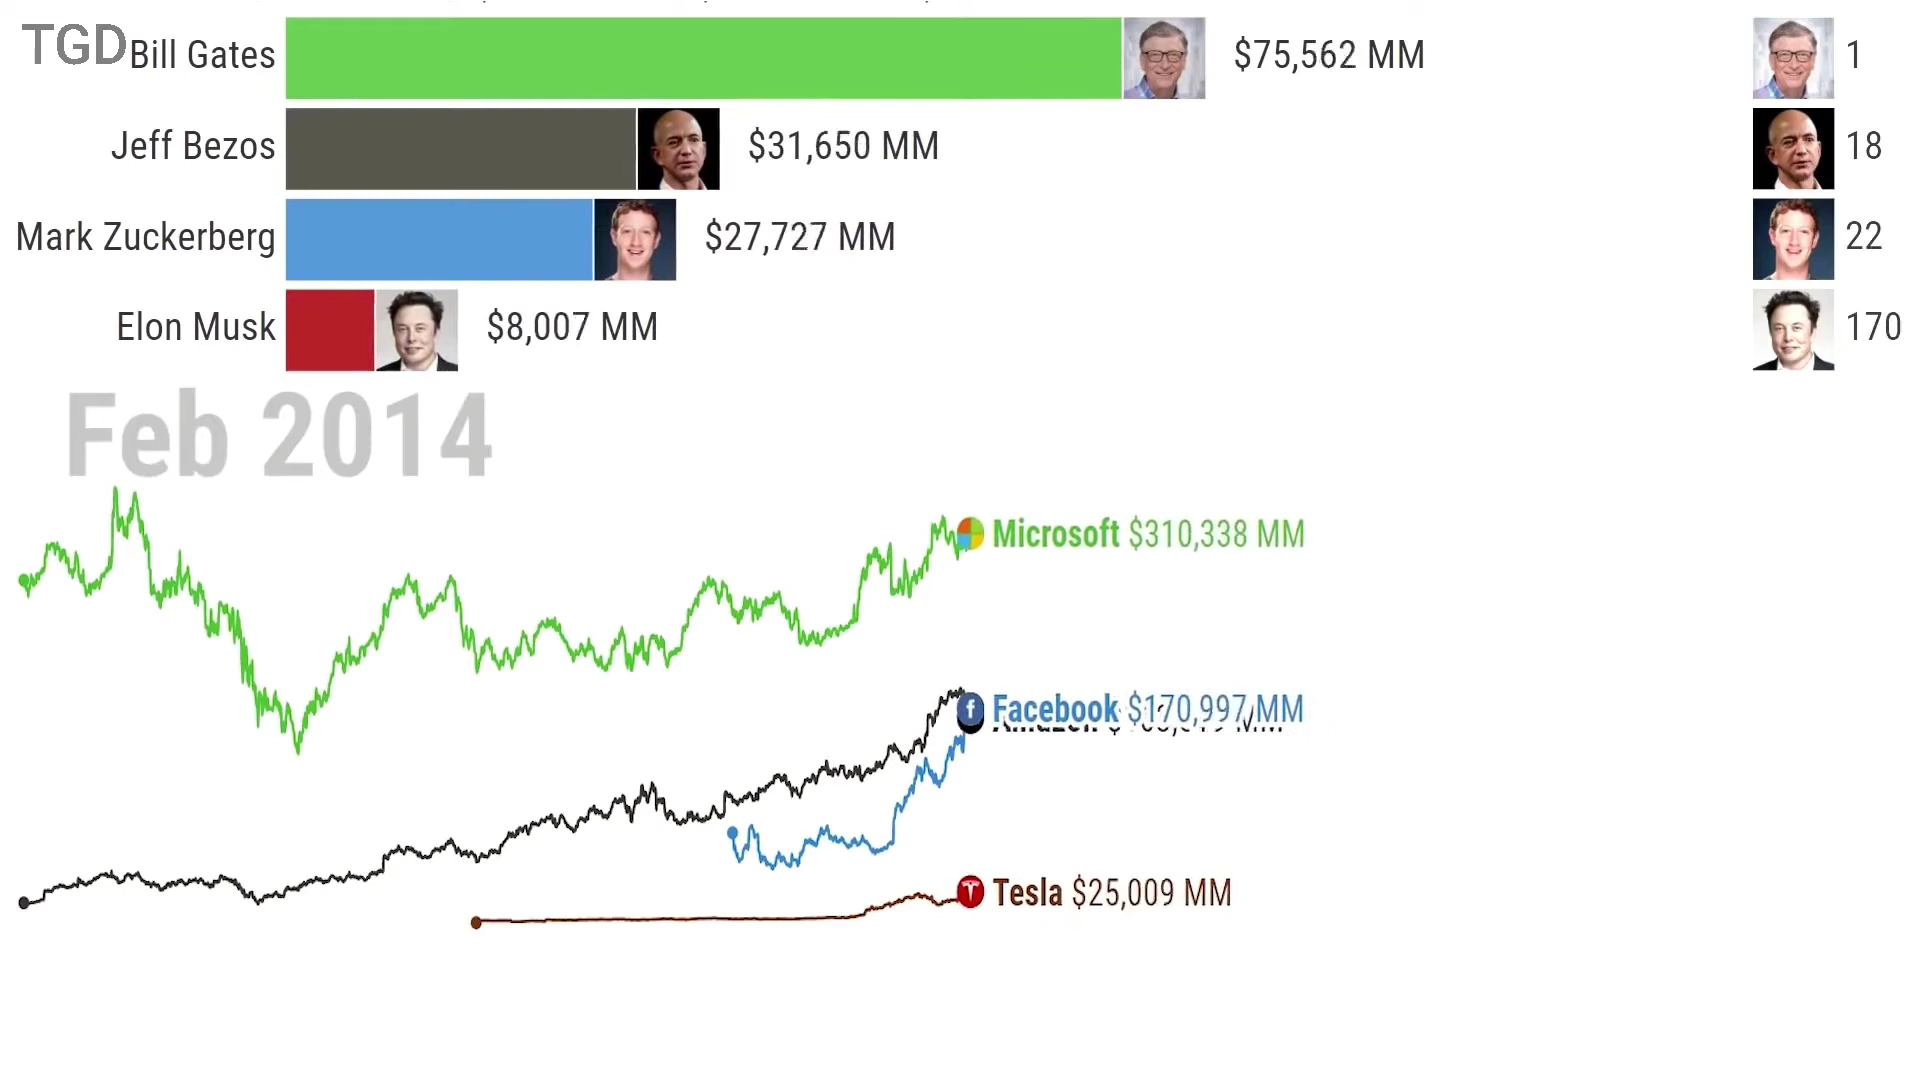 TGD
Bill Gates $75,562 MM 1
Jeff Bezos $31,650 MM 18
Mark Zuckerberg $27,727 MM 22
Elon Musk $8,007 MM 170
Feb 2014
Microsoft $310,338 MM
Facebook $170,997 MM
Tesla $25,009 MM